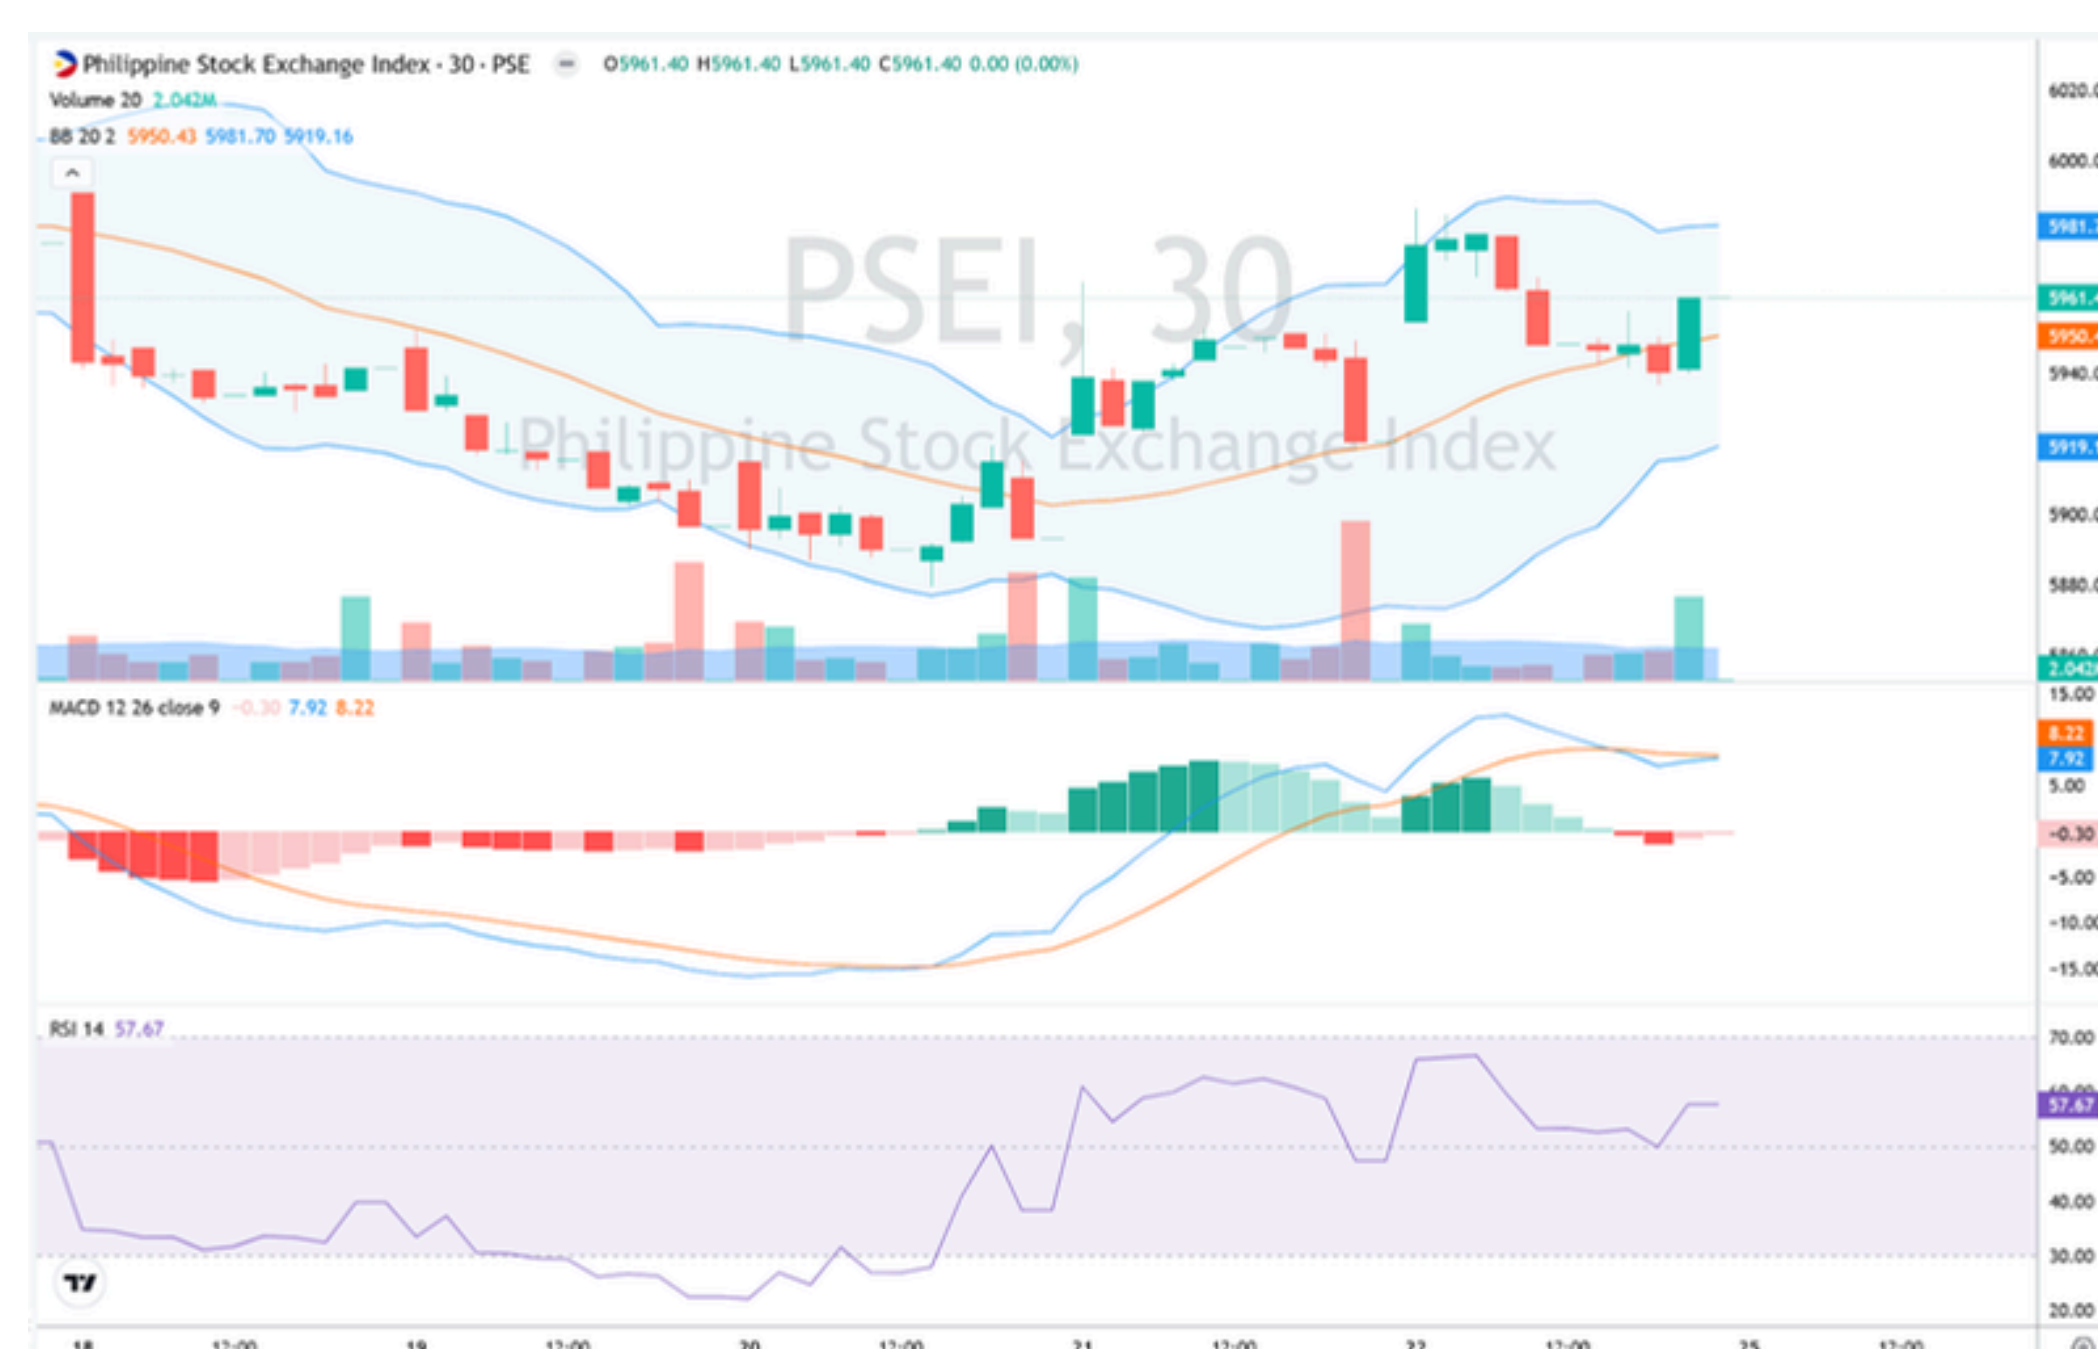 Philippine Stock Exchange Index · 30 · PSE O5961.40 H5961.40 L5961.40 C5961.40 0.00 (0.00%)
Volume 20 2.042M
BB 20 2 5950.43 5981.70 5919.16
PSEI, 30
Philippine Stock Exchange Index
6020.0
6000.0
5981.7
5961.4
5950.4
5940.0
5919.1
5900.0
5880.0
2.042M
MACD 12 26 close 9 -0.30 7.92 8.22
15.00
8.22
7.92
5.00
-0.30
-5.00
-10.00
-15.00
RSI 14 57.67
70.00
57.67
50.00
40.00
30.00
20.00
18 12:00 19 12:00 20 12:00 21 12:00 22 12:00 25 12:00